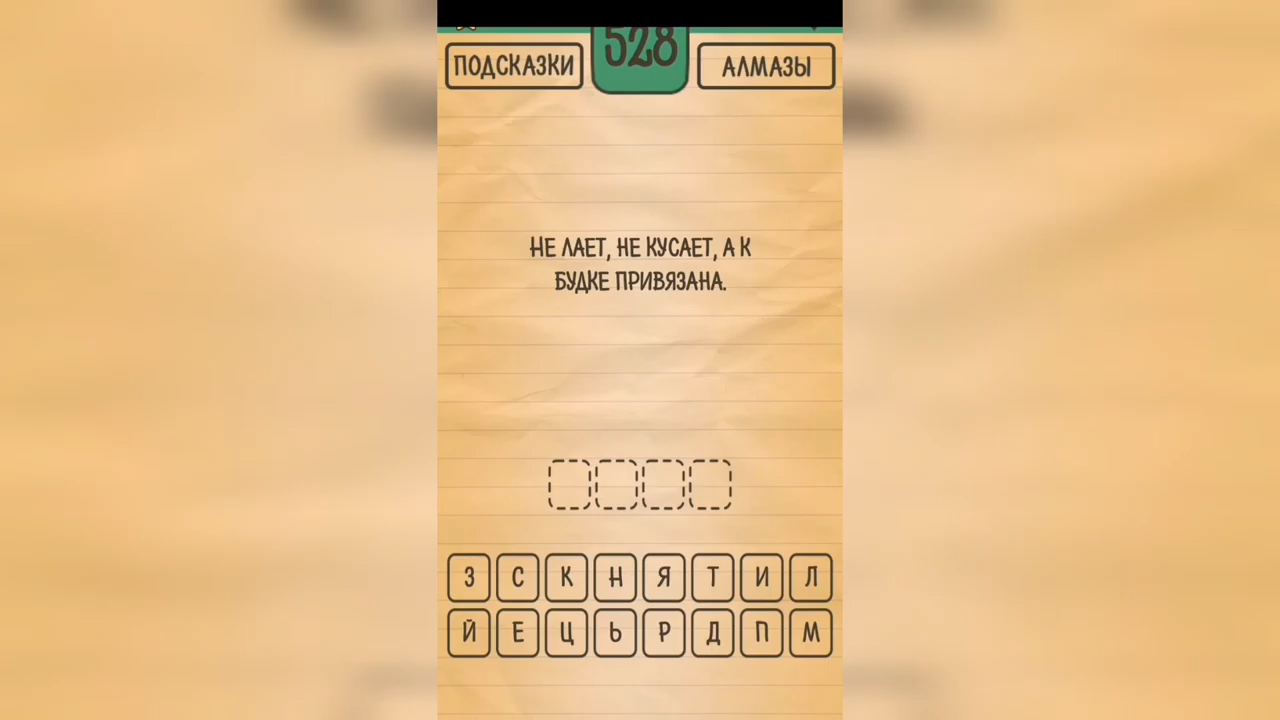 528
ПОДСКАЗКИ
АЛМАЗЫ
НЕ ЛАЕТ, НЕ КУСАЕТ, А К
БУДКЕ ПРИВЯЗАНА.
З С К Н Я Т И Л
Й Е Ц Ь Р Д П М